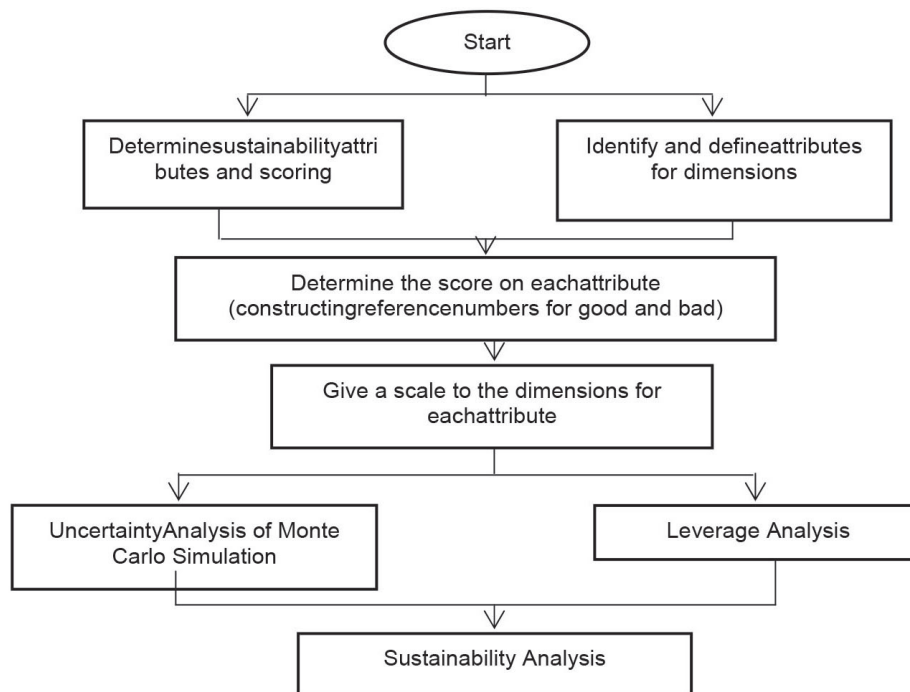 Start
Determinesustainabilityattri
butes and scoring
Identify and defineattributes
for dimensions
Determine the score on eachattribute
(constructingreferencenumbers for good and bad)
Give a scale to the dimensions for
eachattribute
UncertaintyAnalysis of Monte
Carlo Simulation
Leverage Analysis
Sustainability Analysis